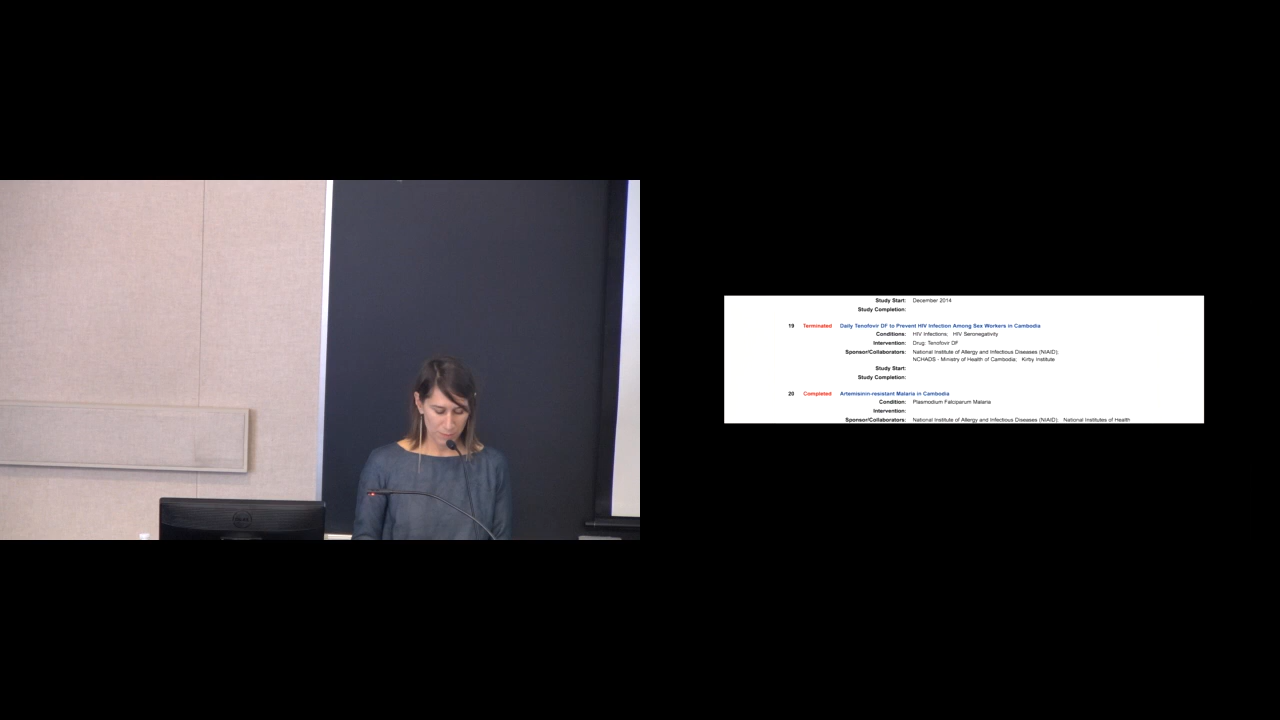 DELL
Study Start: December 2014
Study Completion:
19 Terminated Daily Tenofovir DF to Prevent HIV Infection Among Sex Workers in Cambodia
Conditions: HIV Infections; HIV Seronegativity
Intervention: Drug: Tenofovir DF
Sponsor/Collaborators: National Institute of Allergy and Infectious Diseases (NIAID);
NCHADS - Ministry of Health of Cambodia; Kirby Institute
Study Start:
Study Completion:
20 Completed Artemisinin-resistant Malaria in Cambodia
Condition: Plasmodium Falciparum Malaria
Intervention:
Sponsor/Collaborators: National Institute of Allergy and Infectious Diseases (NIAID); National Institutes of Health